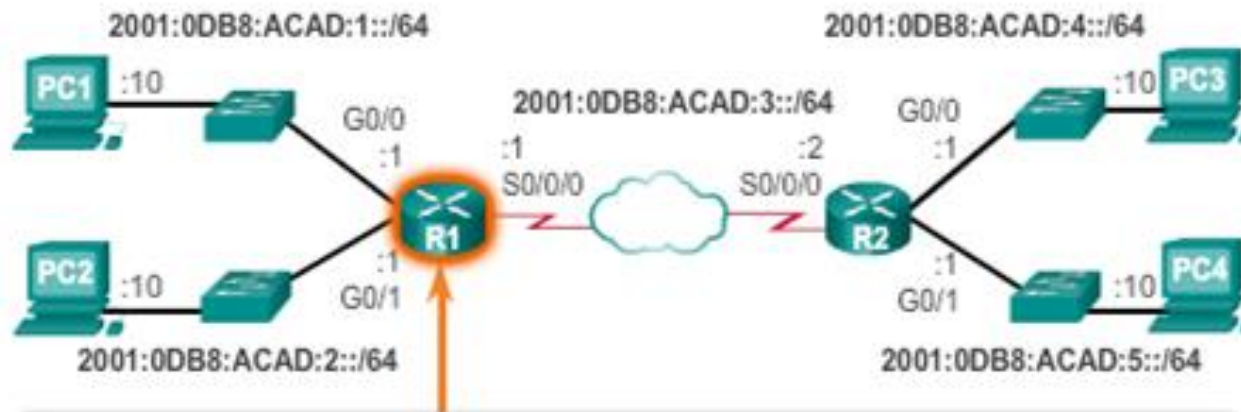 2001:0DB8:ACAD:1::/64
2001:0DB8:ACAD:4::/64
PC1
:10
PC3
:10
2001:0DB8:ACAD:3::/64
G0/0
:1
:1
S0/0/0
:2
S0/0/0
G0/0
:1
R1
R2
PC2
:10
:1
G0/1
:1
G0/1
PC4
:10
2001:0DB8:ACAD:2::/64
2001:0DB8:ACAD:5::/64